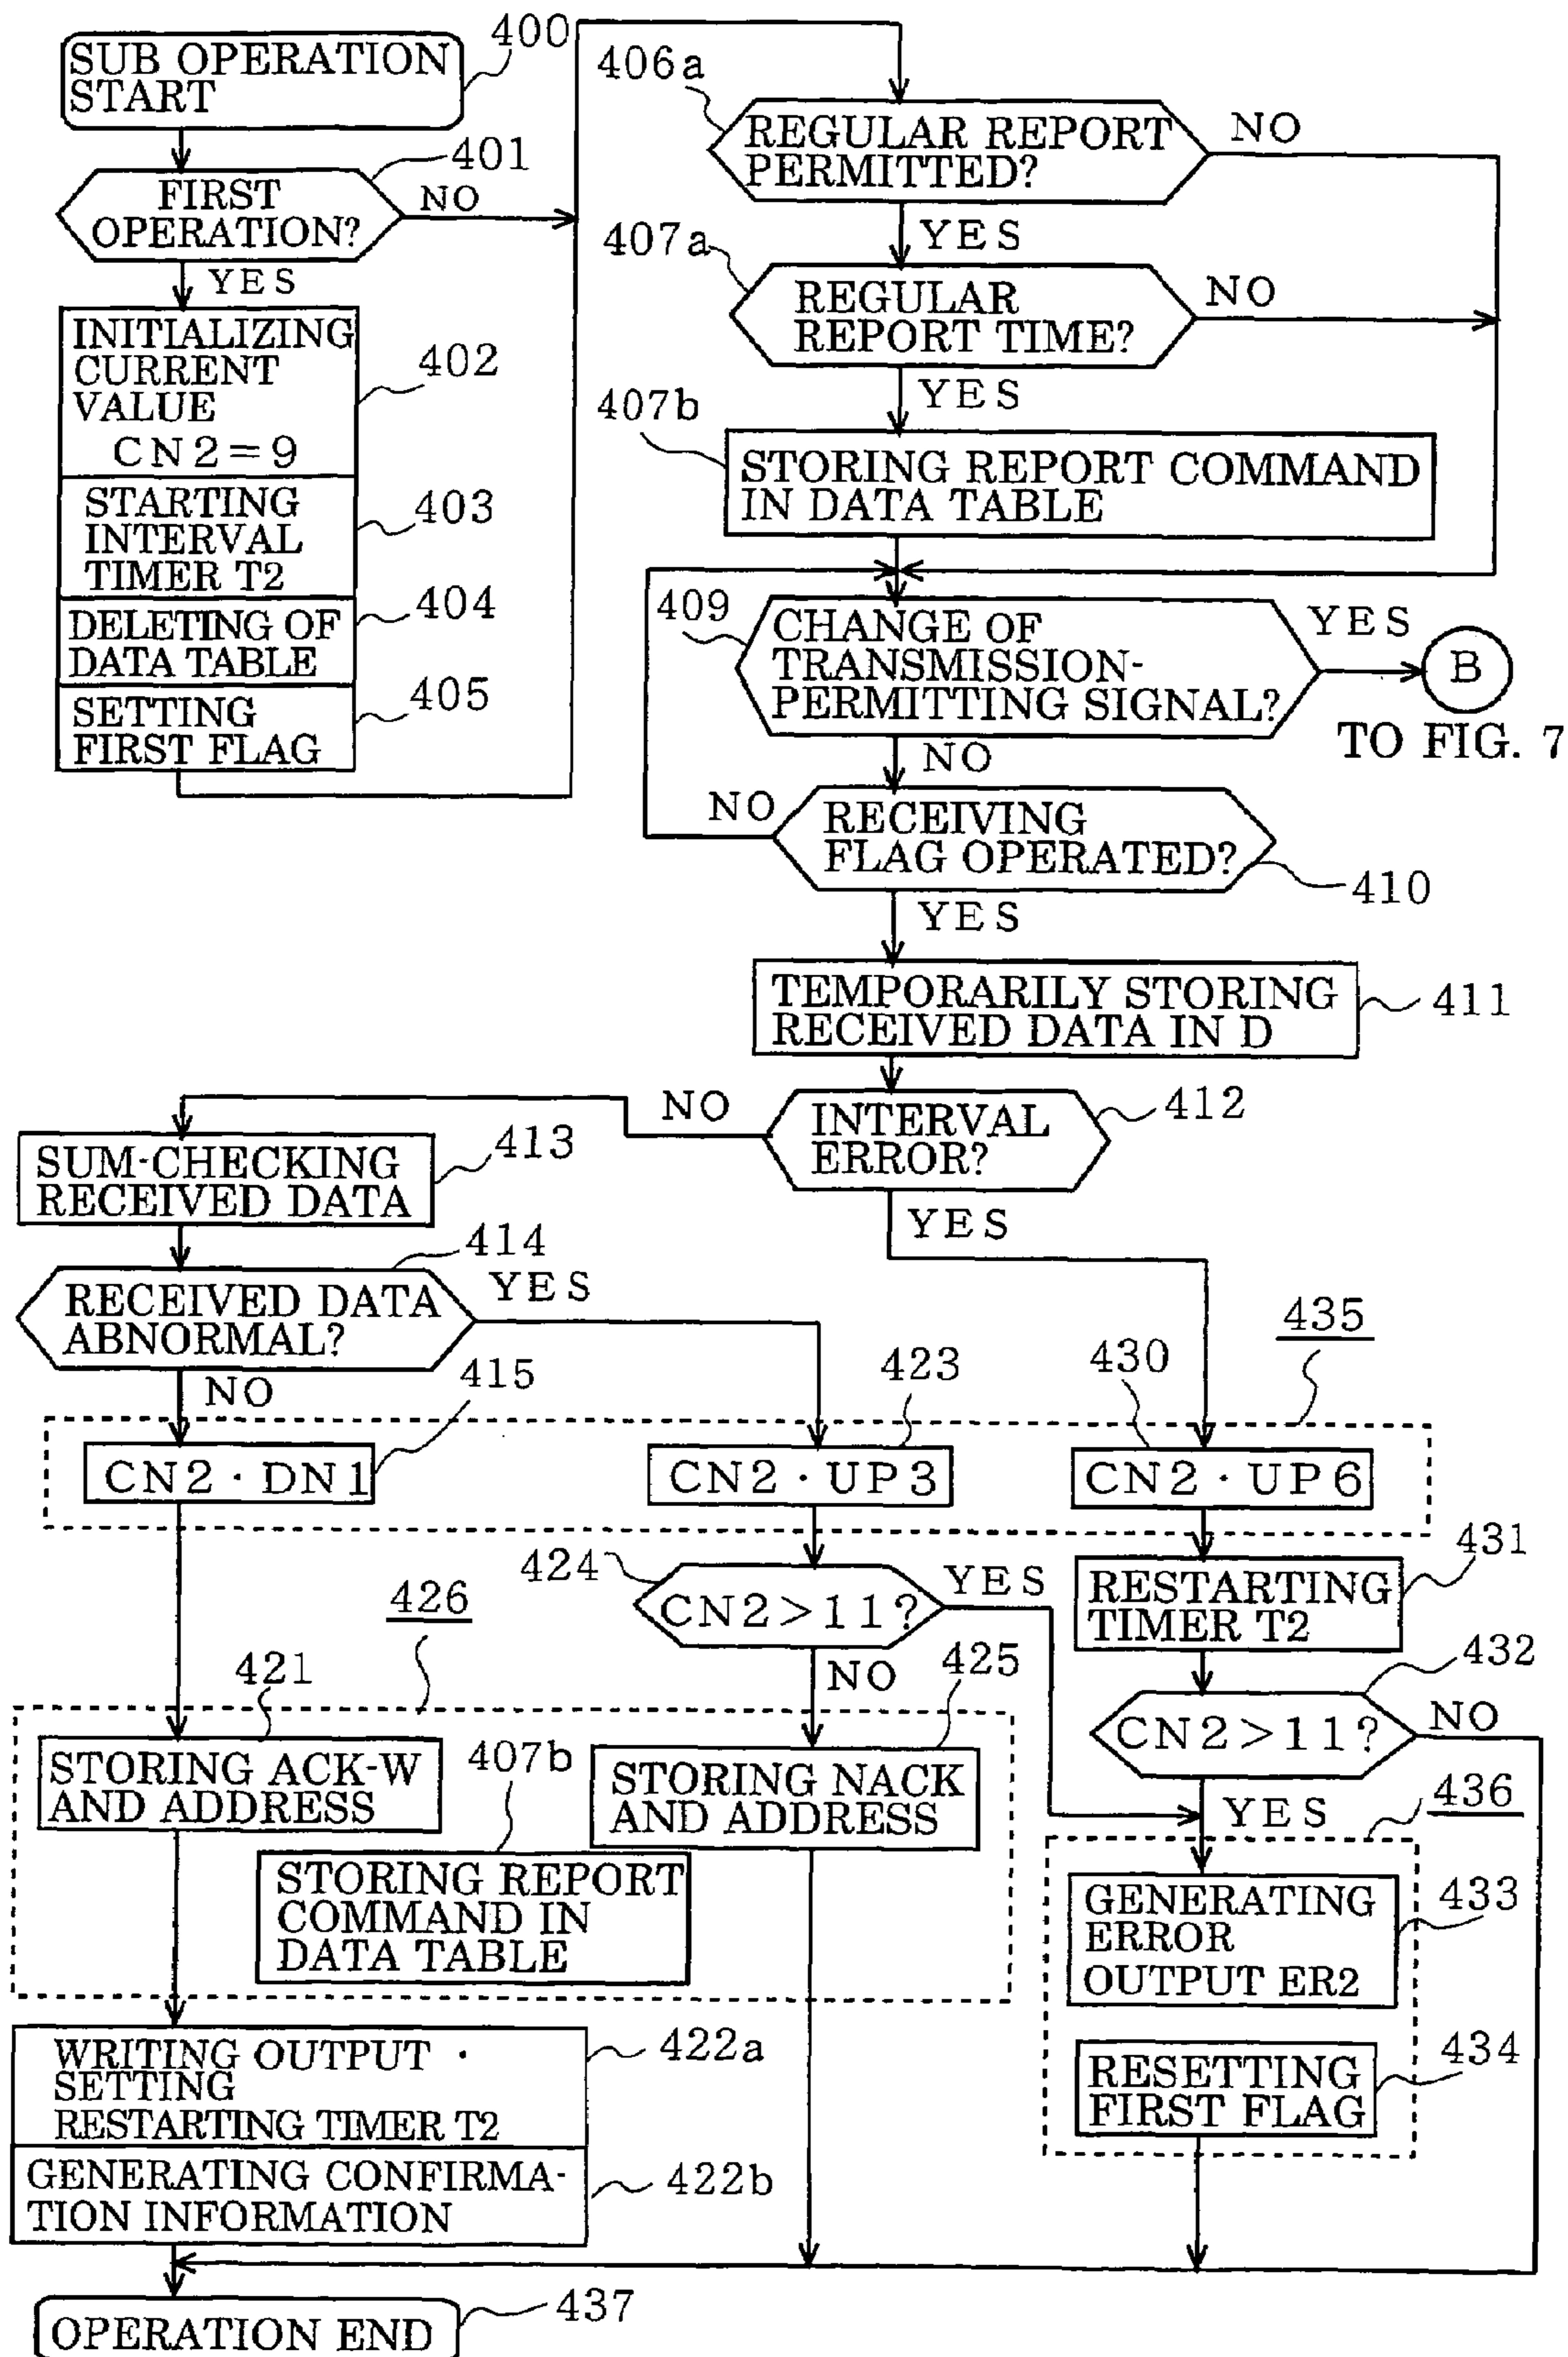 SUB OPERATION
START
400
FIRST
OPERATION?
401
NO
YES
INITIALIZING
CURRENT
VALUE
CN2=9
402
STARTING
INTERVAL
TIMER T2
403
DELETING OF
DATA TABLE
404
SETTING
FIRST FLAG
405
406a
REGULAR REPORT
PERMITTED?
NO
YES
407a
REGULAR
REPORT TIME?
NO
YES
407b
STORING REPORT COMMAND
IN DATA TABLE
409
CHANGE OF
TRANSMISSION-
PERMITTING SIGNAL?
YES
B
TO FIG. 7
NO
NO
RECEIVING
FLAG OPERATED?
410
YES
TEMPORARILY STORING
RECEIVED DATA IN D
411
NO
INTERVAL
ERROR?
412
YES
SUM-CHECKING
RECEIVED DATA
413
414
RECEIVED DATA
ABNORMAL?
YES
NO
415
423
430
435
CN2・DN1
CN2・UP3
CN2・UP6
424
CN2>11?
YES
NO
431
RESTARTING
TIMER T2
432
CN2>11?
NO
YES
426
421
STORING ACK-W
AND ADDRESS
425
STORING NACK
AND ADDRESS
407b
STORING REPORT
COMMAND IN
DATA TABLE
436
GENERATING
ERROR
OUTPUT ER2
433
RESETTING
FIRST FLAG
434
WRITING OUTPUT ・
SETTING
RESTARTING TIMER T2
422a
GENERATING CONFIRMA-
TION INFORMATION
422b
OPERATION END
437